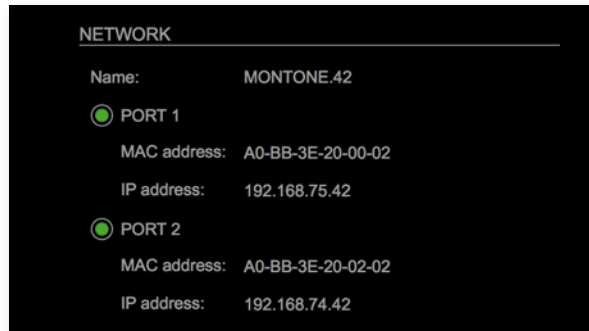 NETWORK
Name: MONTONE.42
PORT 1
MAC address: A0-BB-3E-20-00-02
IP address: 192.168.75.42
PORT 2
MAC address: A0-BB-3E-20-02-02
IP address: 192.168.74.42